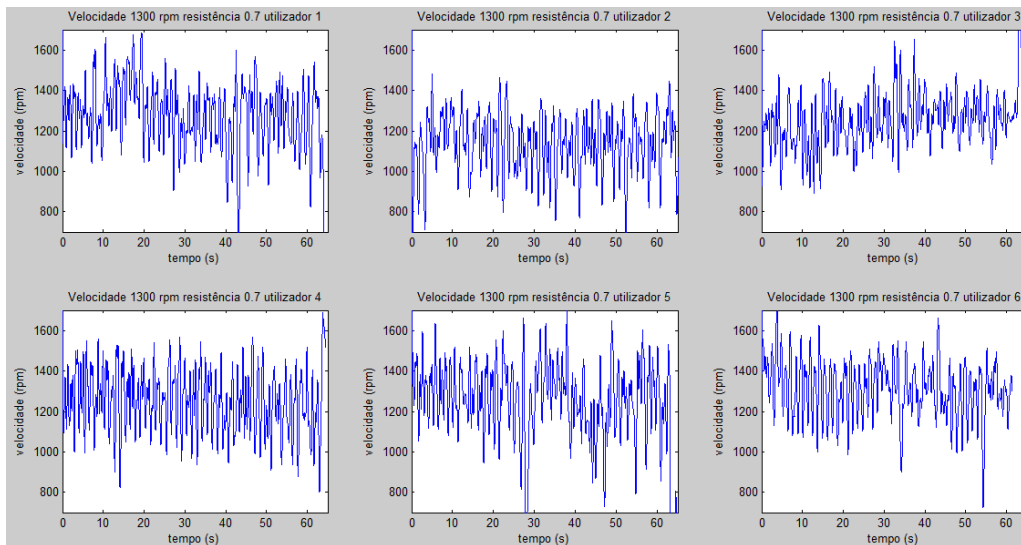 Velocidade 1300 rpm resistência 0.7 utilizador 1
velocidade (rpm)
1600
1400
1200
1000
800
0 10 20 30 40 50 60
tempo (s)
Velocidade 1300 rpm resistência 0.7 utilizador 2
velocidade (rpm)
1600
1400
1200
1000
800
0 10 20 30 40 50 60
tempo (s)
Velocidade 1300 rpm resistência 0.7 utilizador 3
velocidade (rpm)
1600
1400
1200
1000
800
0 10 20 30 40 50 60
tempo (s)
Velocidade 1300 rpm resistência 0.7 utilizador 4
velocidade (rpm)
1600
1400
1200
1000
800
0 10 20 30 40 50 60
tempo (s)
Velocidade 1300 rpm resistência 0.7 utilizador 5
velocidade (rpm)
1600
1400
1200
1000
800
0 10 20 30 40 50 60
tempo (s)
Velocidade 1300 rpm resistência 0.7 utilizador 6
velocidade (rpm)
1600
1400
1200
1000
800
0 10 20 30 40 50 60
tempo (s)